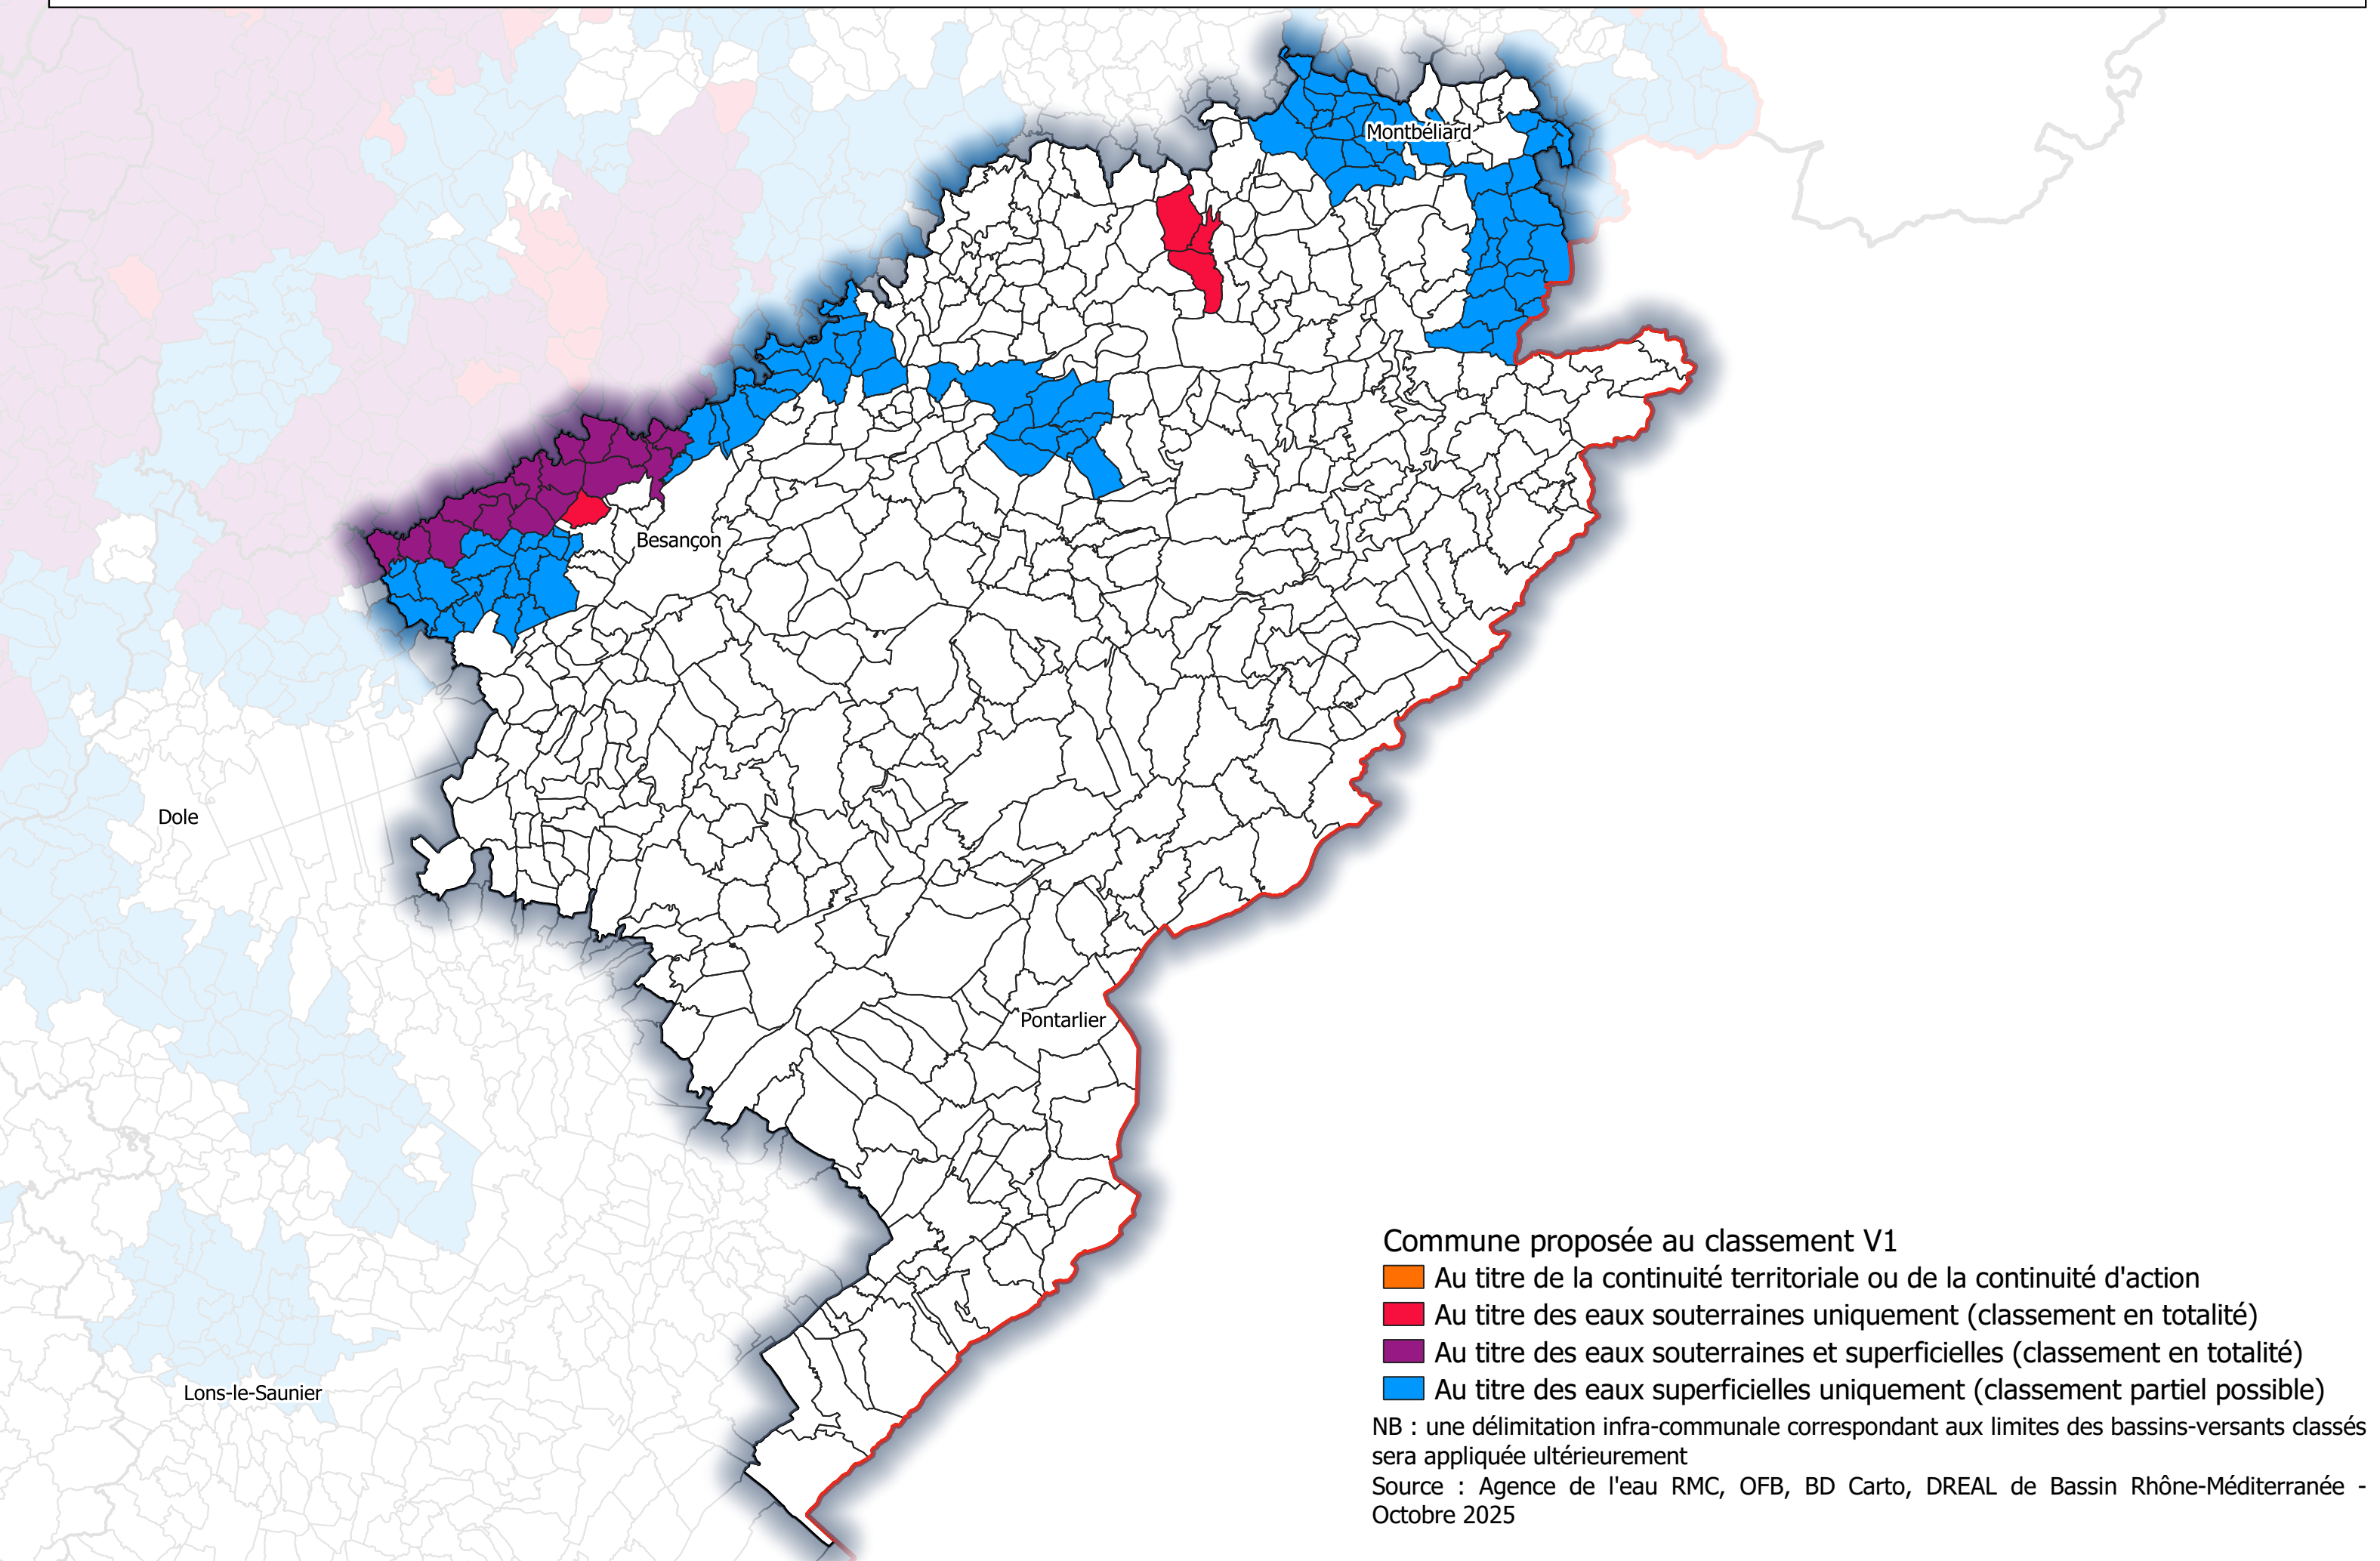 Montbéliard
Besançon
Dole
Pontarlier
Lons-le-Saunier
Commune proposée au classement V1
Au titre de la continuité territoriale ou de la continuité d'action
Au titre des eaux souterraines uniquement (classement en totalité)
Au titre des eaux souterraines et superficielles (classement en totalité)
Au titre des eaux superficielles uniquement (classement partiel possible)
NB : une délimitation infra-communale correspondant aux limites des bassins-versants classés
sera appliquée ultérieurement
Source : Agence de l'eau RMC, OFB, BD Carto, DREAL de Bassin Rhône-Méditerranée -
Octobre 2025